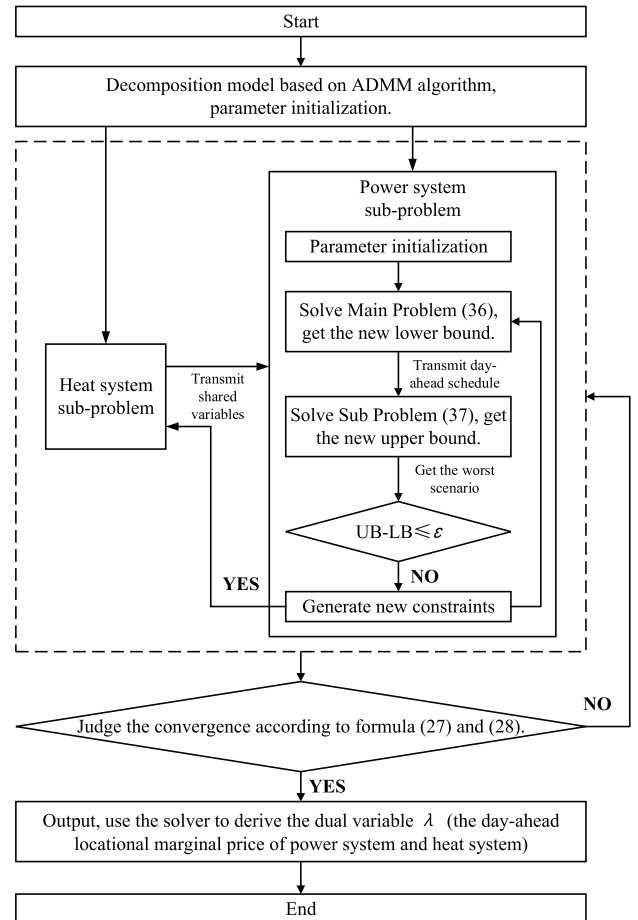 Start
Decomposition model based on ADMM algorithm,
parameter initialization.
Power system
sub-problem
Parameter initialization
Solve Main Problem (36),
get the new lower bound.
Transmit day-
ahead schedule
Heat system
sub-problem
Transmit
shared
variables
Solve Sub Problem (37), get
the new upper bound.
Get the worst
scenario
UB-LB≤ε
YES
NO
Generate new constraints
Judge the convergence according to formula (27) and (28).
NO
YES
Output, use the solver to derive the dual variable λ (the day-ahead
locational marginal price of power system and heat system)
End